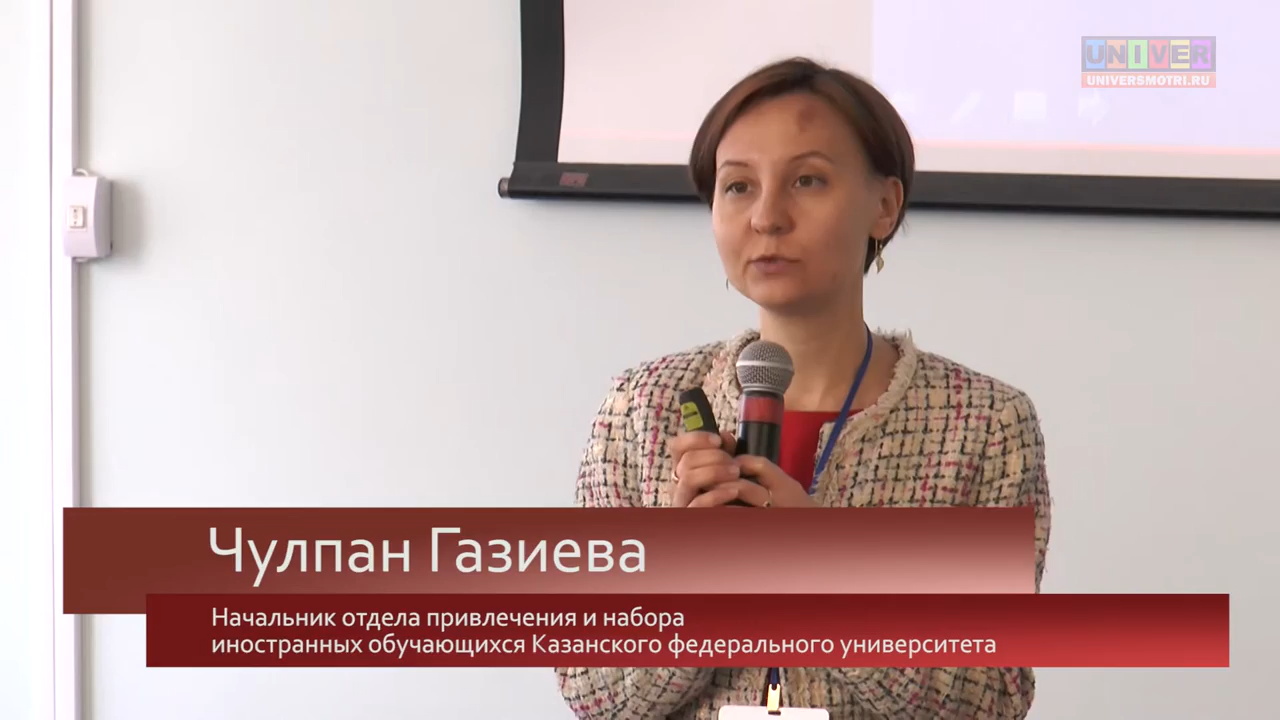 UNIVER
UNIVERSMOTRI.RU
Чулпан Газиева
Начальник отдела привлечения и набора
иностранных обучающихся Казанского федерального университета